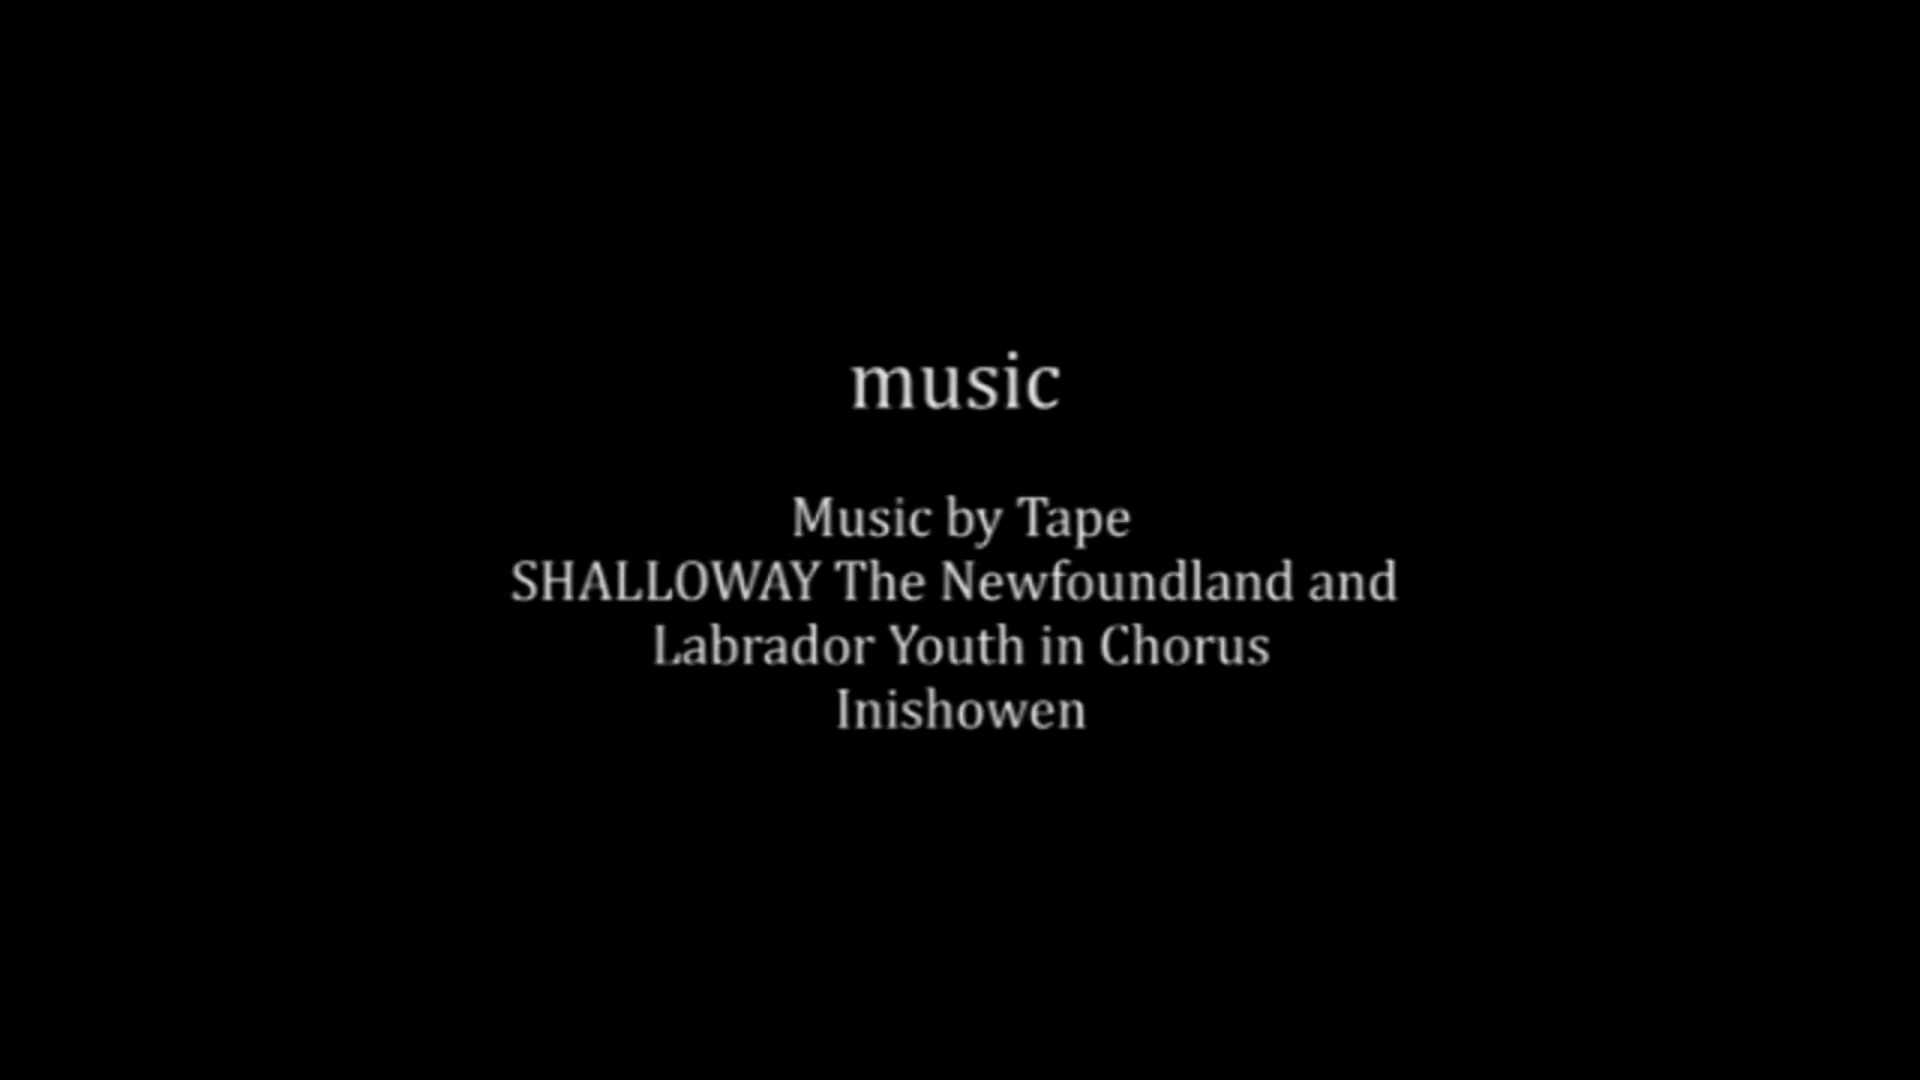 music
Music by Tape
SHALLOWAY The Newfoundland and
Labrador Youth in Chorus
Inishowen